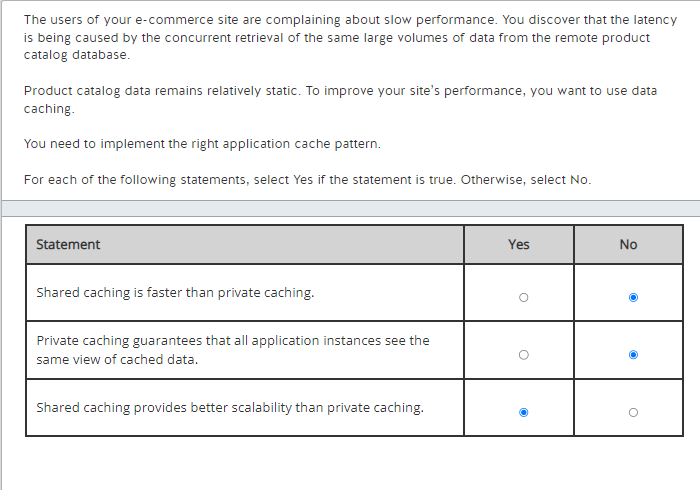 The users of your e-commerce site are complaining about slow performance. You discover that the latency
is being caused by the concurrent retrieval of the same large volumes of data from the remote product
catalog database.
Product catalog data remains relatively static. To improve your site's performance, you want to use data
caching.
You need to implement the right application cache pattern.
For each of the following statements, select Yes if the statement is true. Otherwise, select No.
Statement Yes No
Shared caching is faster than private caching.
Private caching guarantees that all application instances see the
same view of cached data.
Shared caching provides better scalability than private caching.